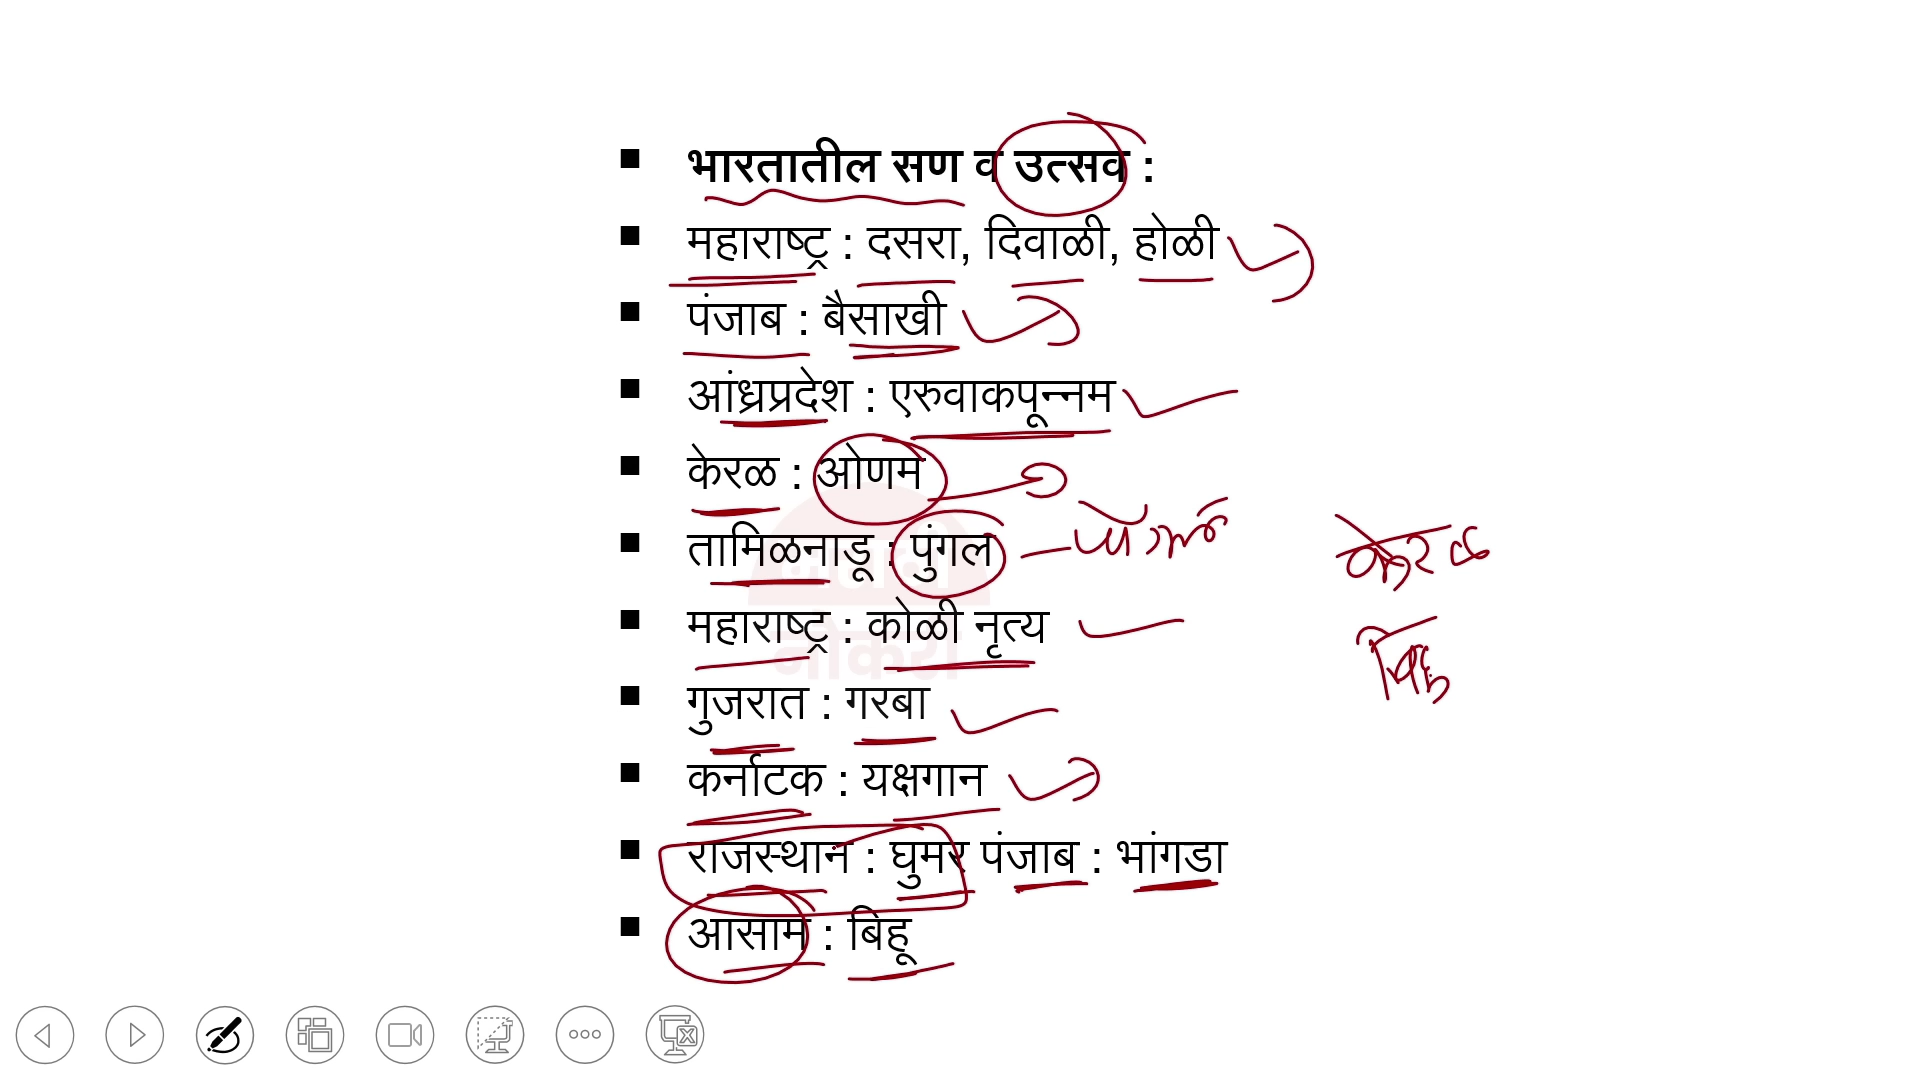 भारतातील सण व उत्सव :
महाराष्ट्र : दसरा, दिवाळी, होळी
पंजाब : बैसाखी
आंध्रप्रदेश : एरुवाकपून्नम
केरळ : ओणम
तामिळनाडू : पुंगल
केरळ
महाराष्ट्र : कोळी नृत्य
गुजरात : गरबा
कर्नाटक : यक्षगान
राजस्थान : घुमर पंजाब : भांगडा
आसाम : बिहू